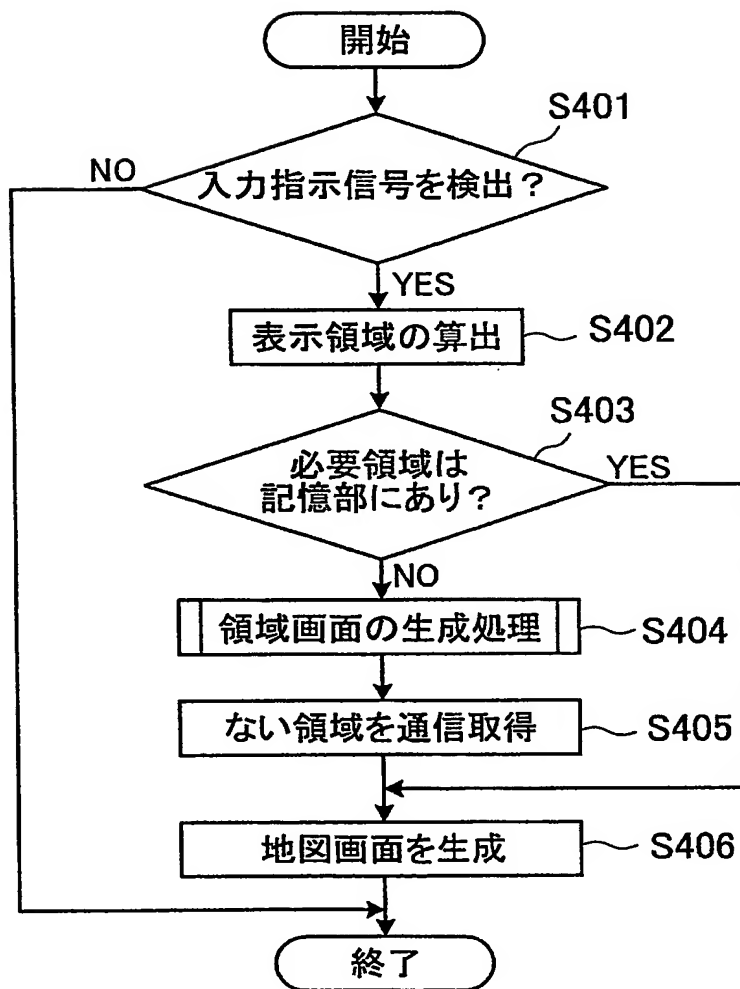 開始
S401
NO
入力指示信号を検出?
YES
表示領域の算出
S402
S403
必要領域は
記憶部にあり?
YES
NO
領域画面の生成処理
S404
ない領域を通信取得
S405
地図画面を生成
S406
終了